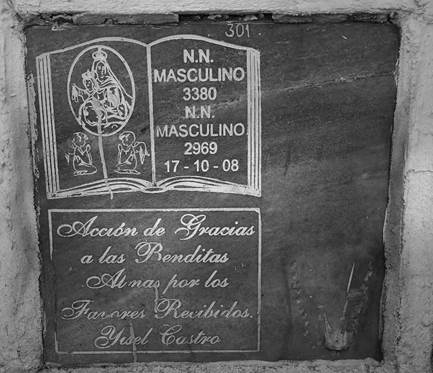 301
N.N.
MASCULINO
3380
N.N.
MASCULINO
2969
17-10-08
Acción de Gracias
a las Benditas
Almas por los
Favores Recibidos.
Yisel Castro